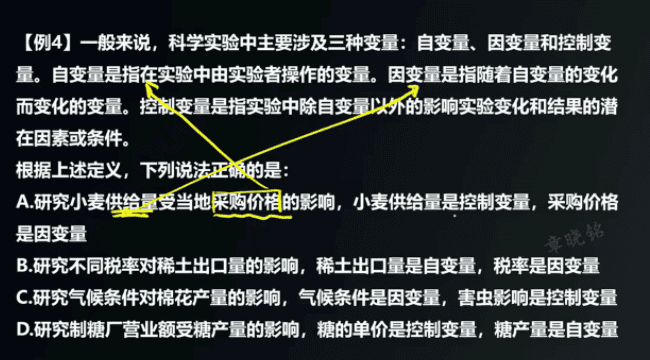 【例4】一般来说，科学实验中主要涉及三种变量：自变量、因变量和控制变
量。自变量是指在实验中由实验者操作的变量。因变量是指随着自变量的变化
而变化的变量。控制变量是指实验中除自变量以外的影响实验变化和结果的潜
在因素或条件。
根据上述定义，下列说法正确的是：
A.研究小麦供给量受当地采购价格的影响，小麦供给量是控制变量，采购价格
是因变量
章晓铭
B.研究不同税率对稀土出口量的影响，稀土出口量是自变量，税率是因变量
C.研究气候条件对棉花产量的影响，气候条件是因变量，害虫影响是控制变量
D.研究制糖厂营业额受糖产量的影响，糖的单价是控制变量，糖产量是自变量